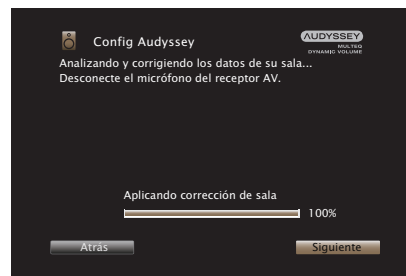 Config Audyssey
AUDYSSEY
MULTEQ
DYNAMIC VOLUME
Analizando y corrigiendo los datos de su sala...
Desconecte el micrófono del receptor AV.
Aplicando corrección de sala
100%
Atrás
Siguiente